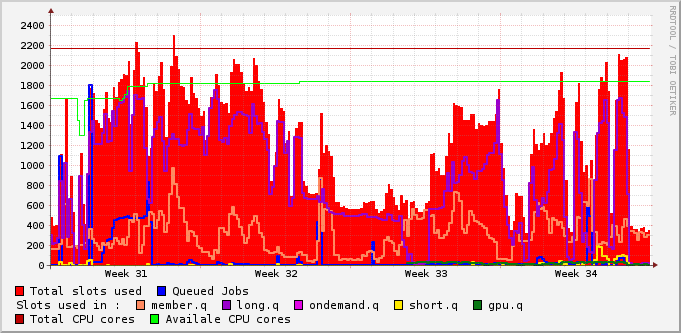 2400
2200
2000
1800
1600
1400
1200
1000
800
600
400
200
0
Week 31 Week 32 Week 33 Week 34
Total slots used Queued Jobs
Slots used in : member.q long.q ondemand.q short.q gpu.q
Total CPU cores Availale CPU cores
RRDTOOL / TOBI OETIKER